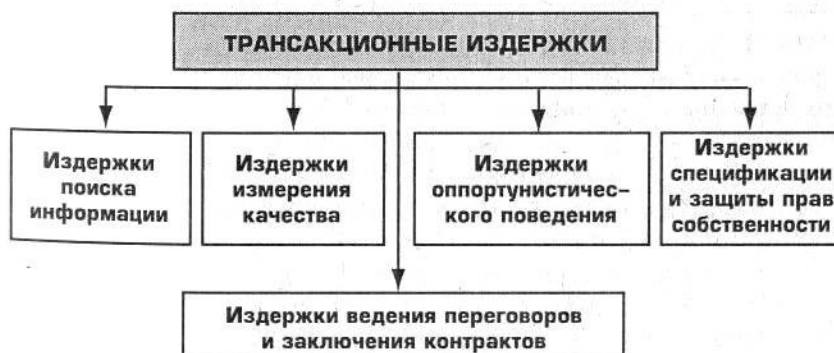 ТРАНСАКЦИОННЫЕ ИЗДЕРЖКИ
Издержки
поиска
информации
Издержки
измерения
качества
Издержки
оппортунистичес-
кого поведения
Издержки
спецификации
и защиты прав
собственности
Издержки ведения переговоров
и заключения контрактов